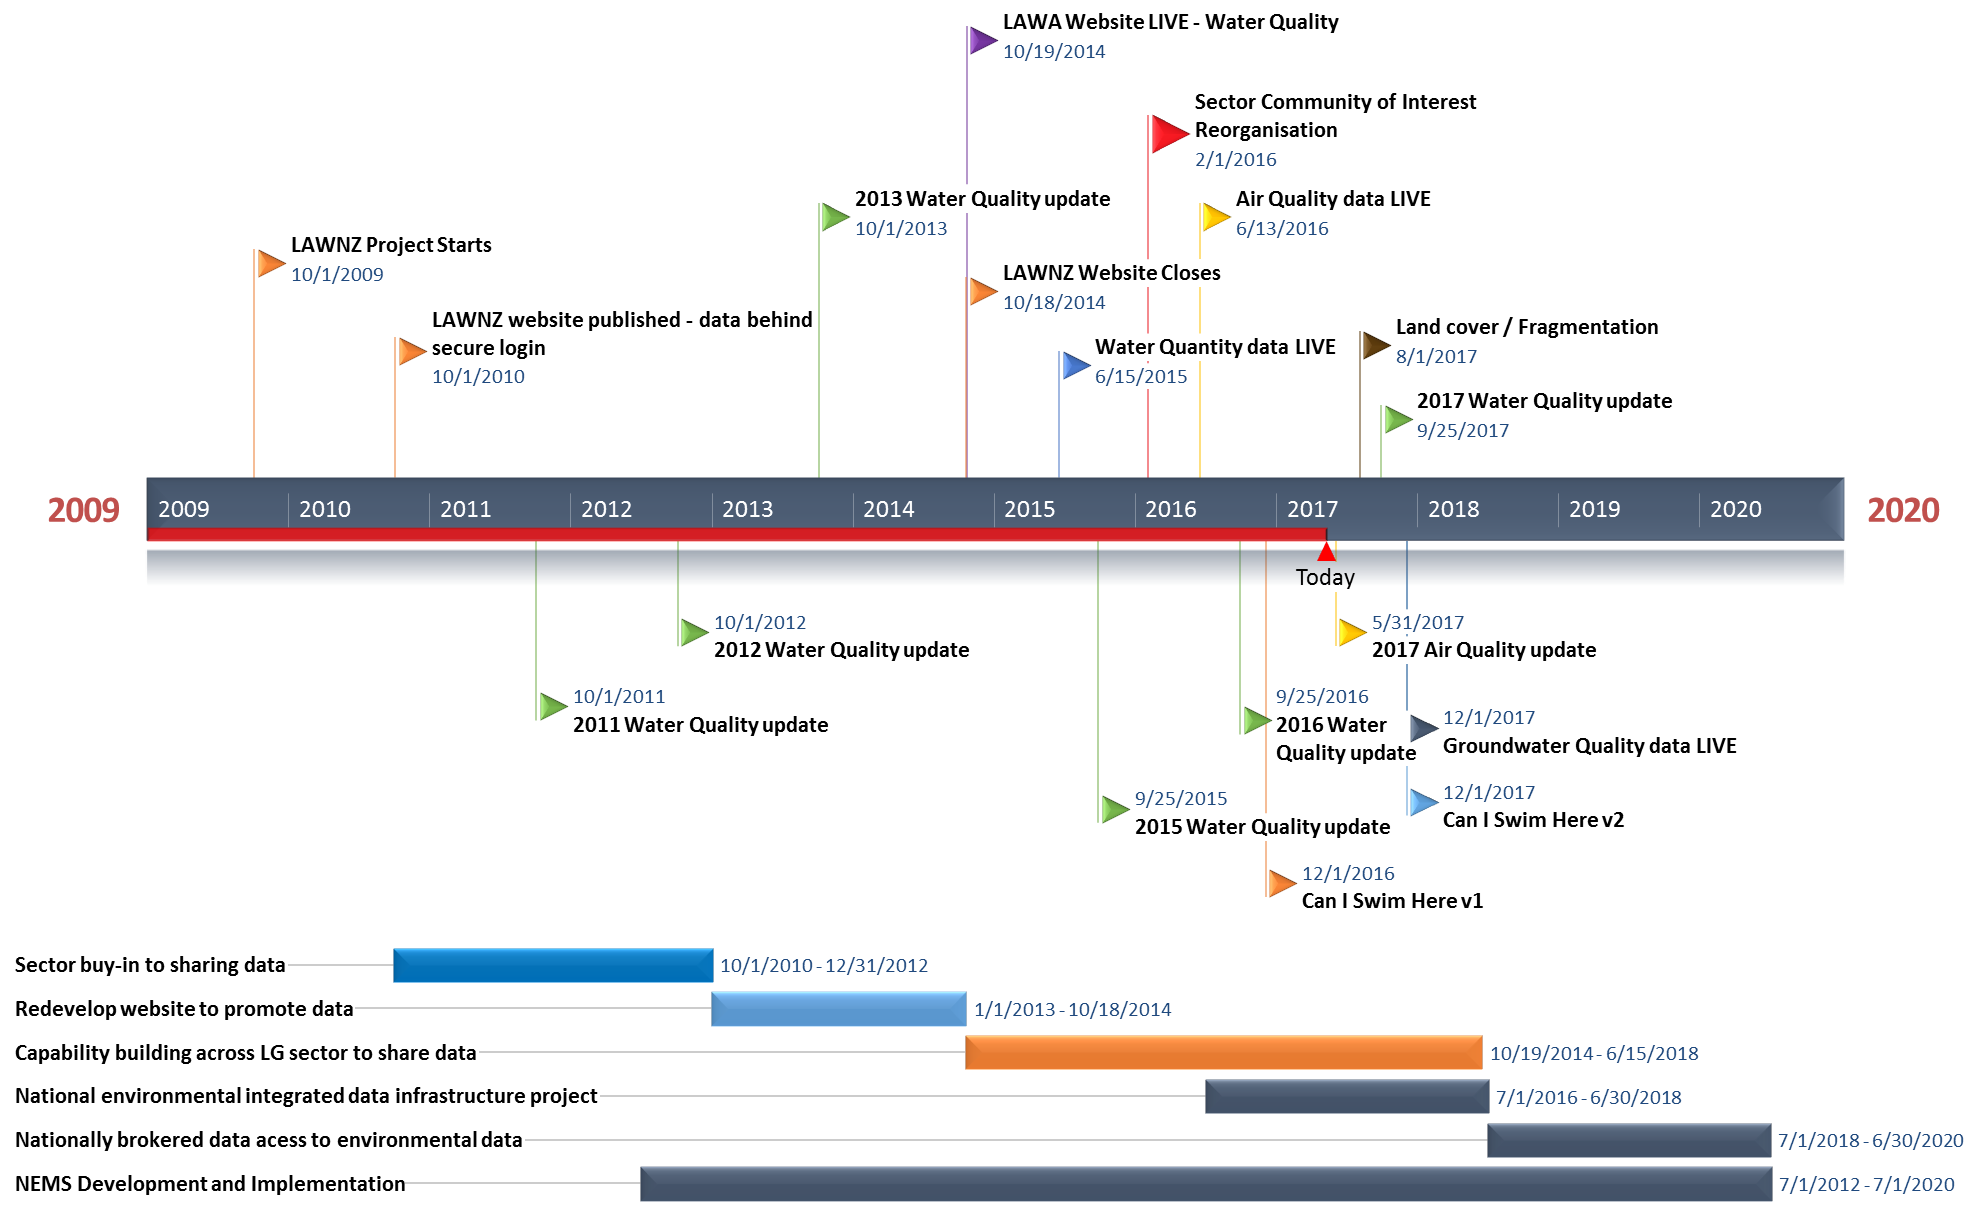 LAWA Website LIVE - Water Quality
10/19/2014
Sector Community of Interest
Reorganisation
2/1/2016
2013 Water Quality update
10/1/2013
Air Quality data LIVE
6/13/2016
LAWNZ Project Starts
10/1/2009
LAWNZ Website Closes
10/18/2014
LAWNZ website published - data behind
secure login
10/1/2010
Water Quantity data LIVE
6/15/2015
Land cover / Fragmentation
8/1/2017
2017 Water Quality update
9/25/2017
2009 2009 2010 2011 2012 2013 2014 2015 2016 2017 2018 2019 2020 2020
Today
10/1/2012
2012 Water Quality update
5/31/2017
2017 Air Quality update
10/1/2011
2011 Water Quality update
9/25/2016
2016 Water
Quality update
12/1/2017
Groundwater Quality data LIVE
9/25/2015
2015 Water Quality update
12/1/2017
Can I Swim Here v2
12/1/2016
Can I Swim Here v1
Sector buy-in to sharing data 10/1/2010 - 12/31/2012
Redevelop website to promote data 1/1/2013 - 10/18/2014
Capability building across LG sector to share data 10/19/2014 - 6/15/2018
National environmental integrated data infrastructure project 7/1/2016 - 6/30/2018
Nationally brokered data acess to environmental data 7/1/2018 - 6/30/2020
NEMS Development and Implementation 7/1/2012 - 7/1/2020